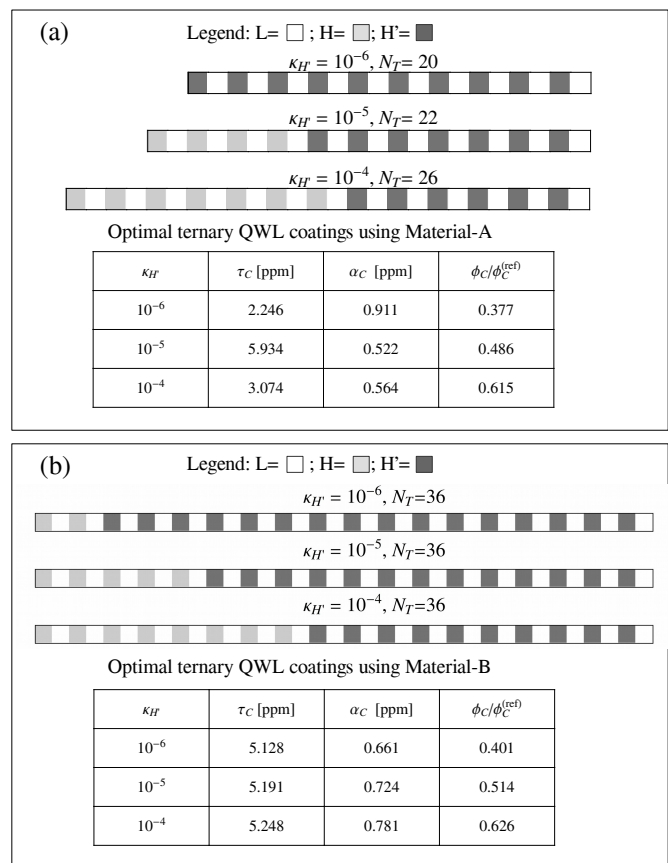 (a)
Legend: L= ; H= ; H'=
κH' = 10−6, NT= 20
κH' = 10−5, NT= 22
κH' = 10−4, NT= 26
Optimal ternary QWL coatings using Material-A
κH' τC [ppm] αC [ppm] ϕC/ϕC(ref)
10−6 2.246 0.911 0.377
10−5 5.934 0.522 0.486
10−4 3.074 0.564 0.615
(b)
Legend: L= ; H= ; H'=
κH' = 10−6, NT=36
κH' = 10−5, NT=36
κH' = 10−4, NT=36
Optimal ternary QWL coatings using Material-B
κH' τC [ppm] αC [ppm] ϕC/ϕC(ref)
10−6 5.128 0.661 0.401
10−5 5.191 0.724 0.514
10−4 5.248 0.781 0.626